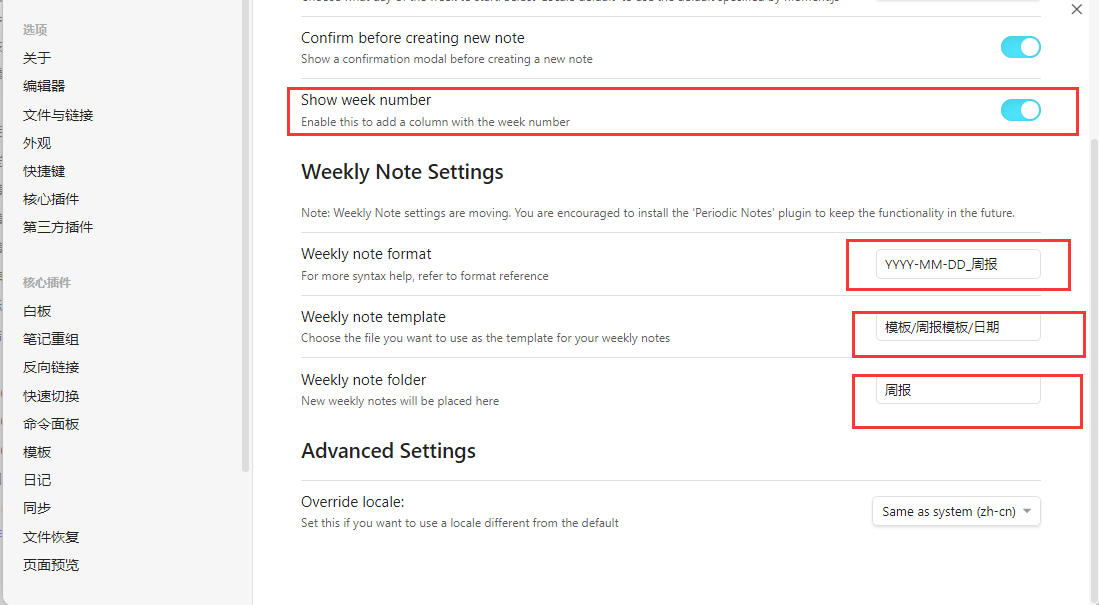 选项
关于
编辑器
文件与链接
外观
快捷键
核心插件
第三方插件
核心插件
白板
笔记重组
反向链接
快速切换
命令面板
模板
日记
同步
文件恢复
页面预览
Confirm before creating new note
Show a confirmation modal before creating a new note
Show week number
Enable this to add a column with the week number
Weekly Note Settings
Note: Weekly Note settings are moving. You are encouraged to install the 'Periodic Notes' plugin to keep the functionality in the future.
Weekly note format
For more syntax help, refer to format reference
YYYY-MM-DD_周报
Weekly note template
Choose the file you want to use as the template for your weekly notes
模板/周报模板/日期
Weekly note folder
New weekly notes will be placed here
周报
Advanced Settings
Override locale:
Set this if you want to use a locale different from the default
Same as system (zh-cn)